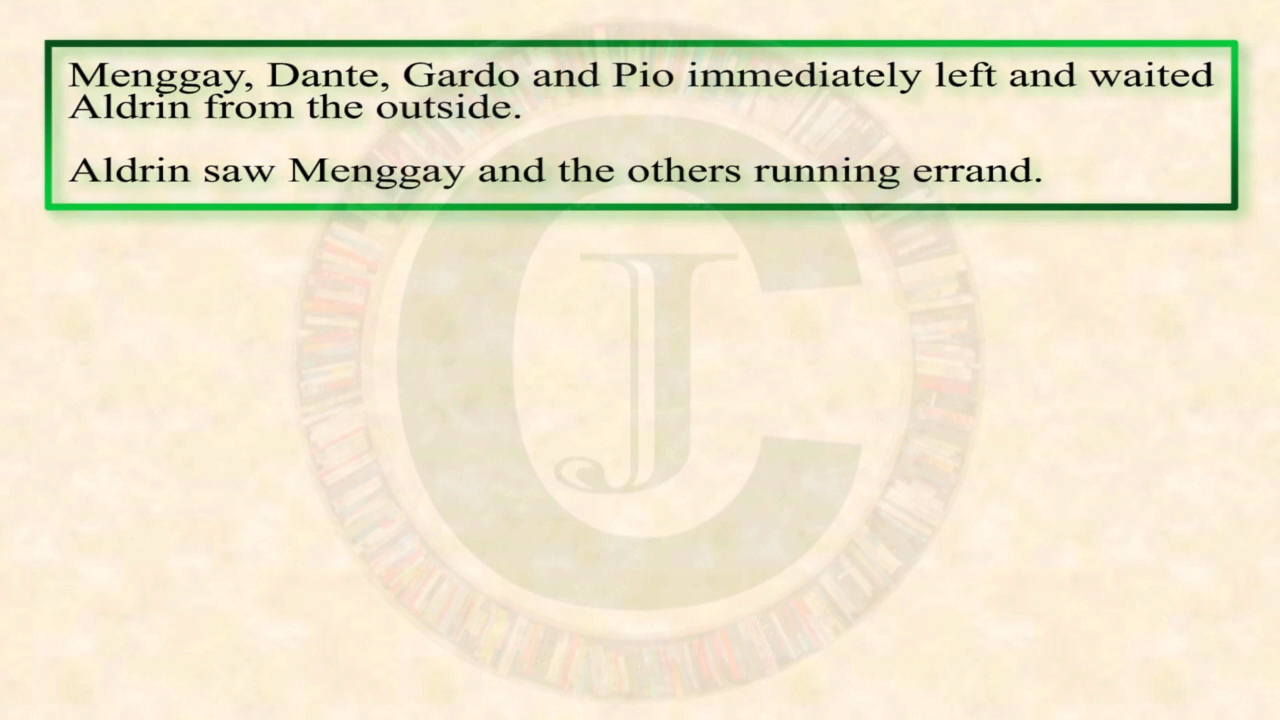 Menggay, Dante, Gardo and Pio immediately left and waited
Aldrin from the outside.
Aldrin saw Menggay and the others running errand.
JC